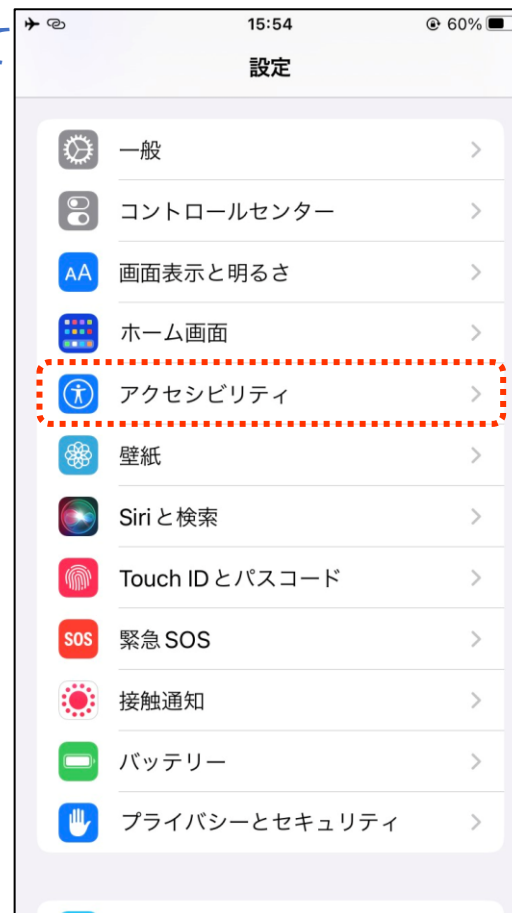 15:54
60%
設定
一般
コントロールセンター
AA 画面表示と明るさ
ホーム画面
アクセシビリティ
壁紙
Siriと検索
Touch IDとパスコード
SOS 緊急SOS
接触通知
バッテリー
プライバシーとセキュリティ